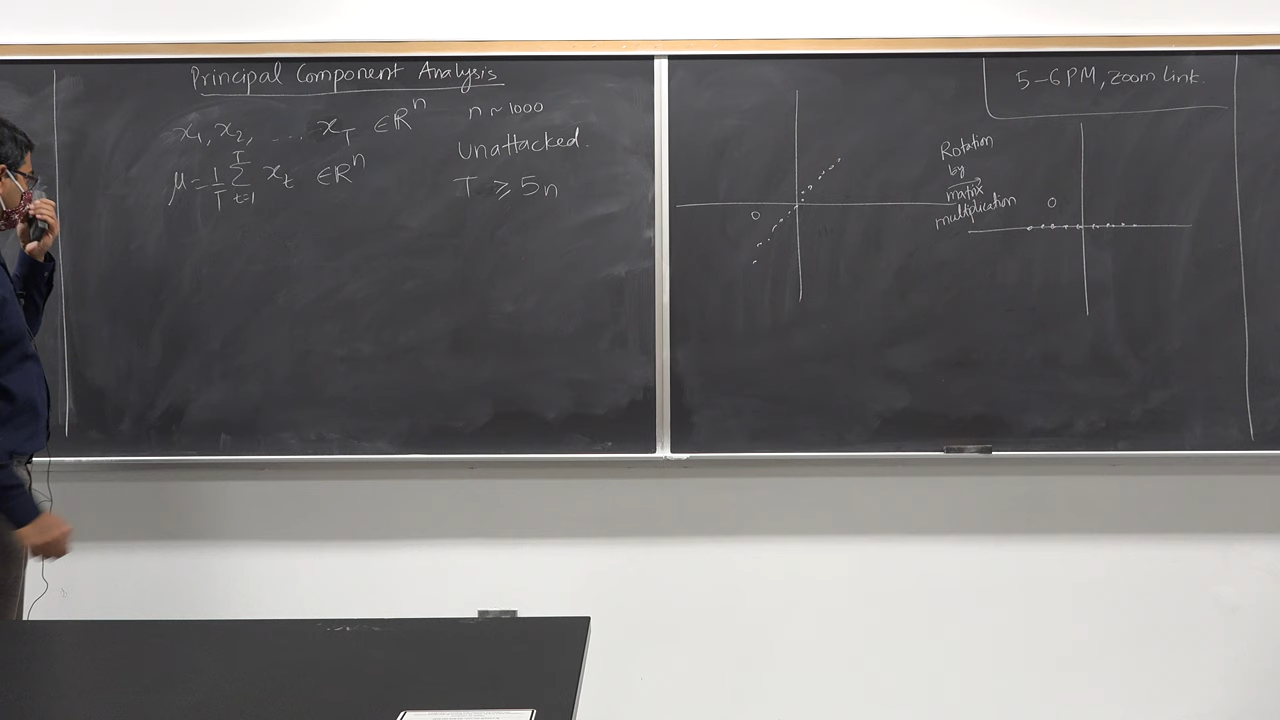 Principal Component Analysis
x₁, x₂, ... x_T ∈ ℝⁿ
n ~ 1000
μ = 1/T Σ_{t=1}^{T} x_t ∈ ℝⁿ
Unattacked.
T ≥ 5n
5-6 PM, Zoom link.
Rotation
by
matrix
multiplication